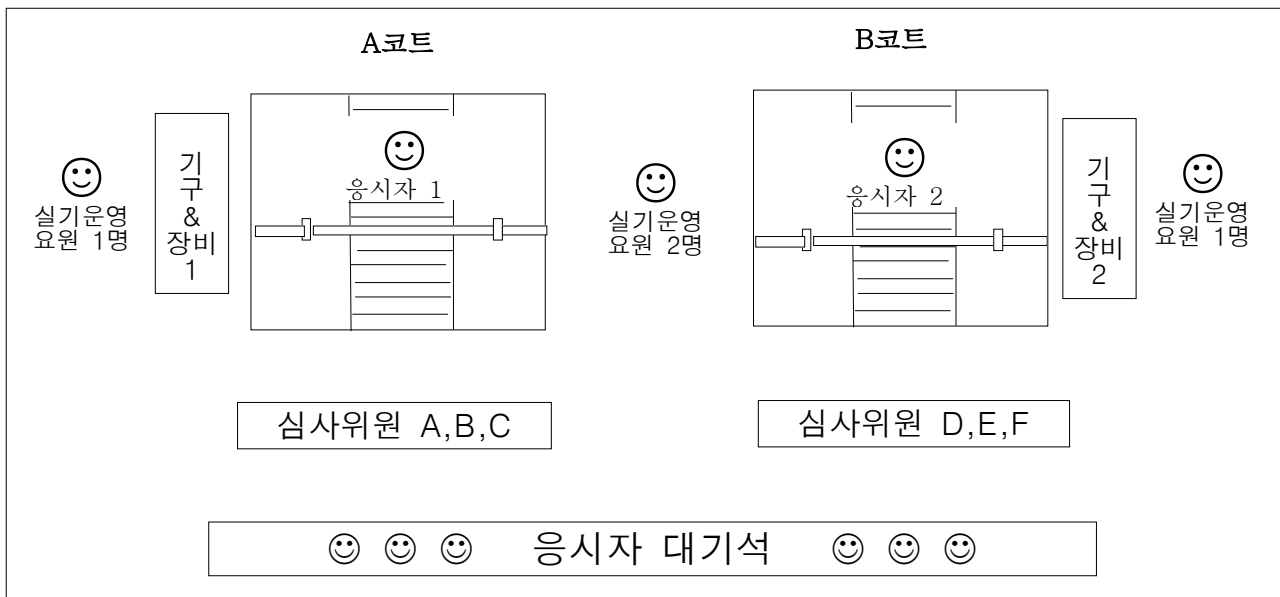 A코트
B코트
기구&장비1
실기운영
요원 1명
응시자 1
실기운영
요원 2명
응시자 2
기구&장비2
실기운영
요원 1명
심사위원 A,B,C
심사위원 D,E,F
응시자 대기석